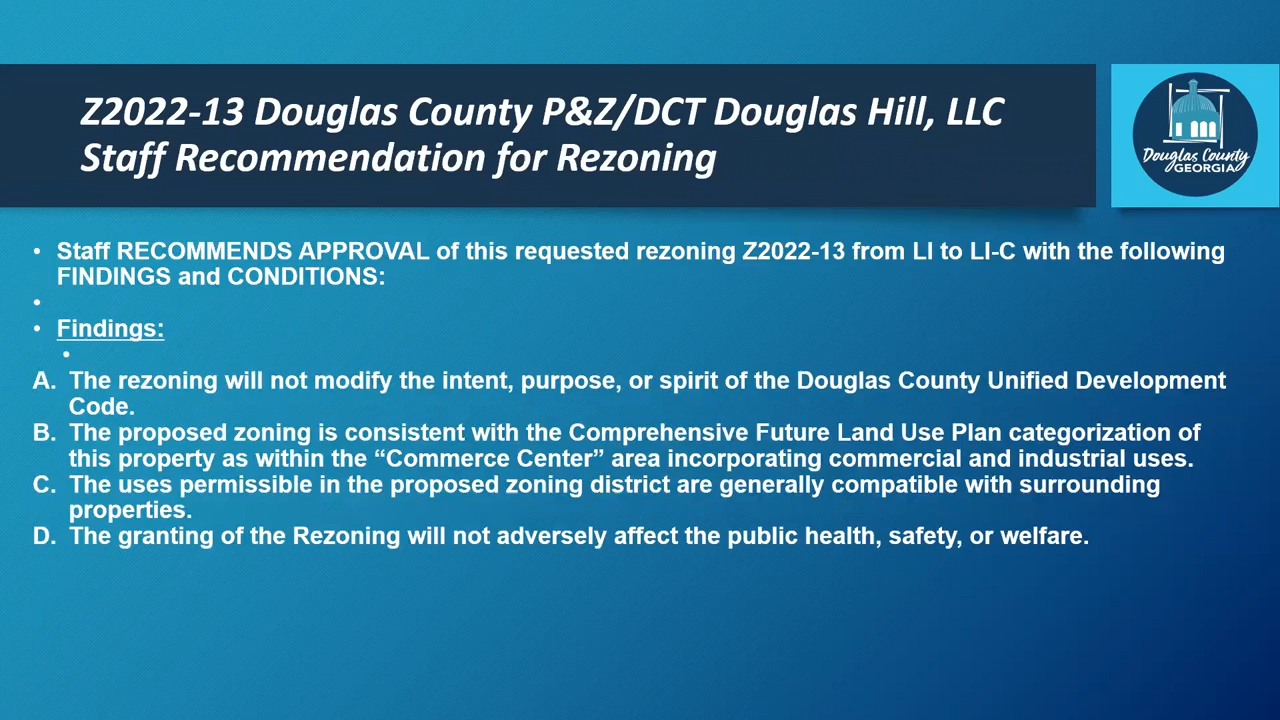 Z2022-13 Douglas County P&Z/DCT Douglas Hill, LLC
Staff Recommendation for Rezoning
Douglas County
GEORGIA
• Staff RECOMMENDS APPROVAL of this requested rezoning Z2022-13 from LI to LI-C with the following
FINDINGS and CONDITIONS:
•
• Findings:
•
A. The rezoning will not modify the intent, purpose, or spirit of the Douglas County Unified Development
Code.
B. The proposed zoning is consistent with the Comprehensive Future Land Use Plan categorization of
this property as within the “Commerce Center” area incorporating commercial and industrial uses.
C. The uses permissible in the proposed zoning district are generally compatible with surrounding
properties.
D. The granting of the Rezoning will not adversely affect the public health, safety, or welfare.